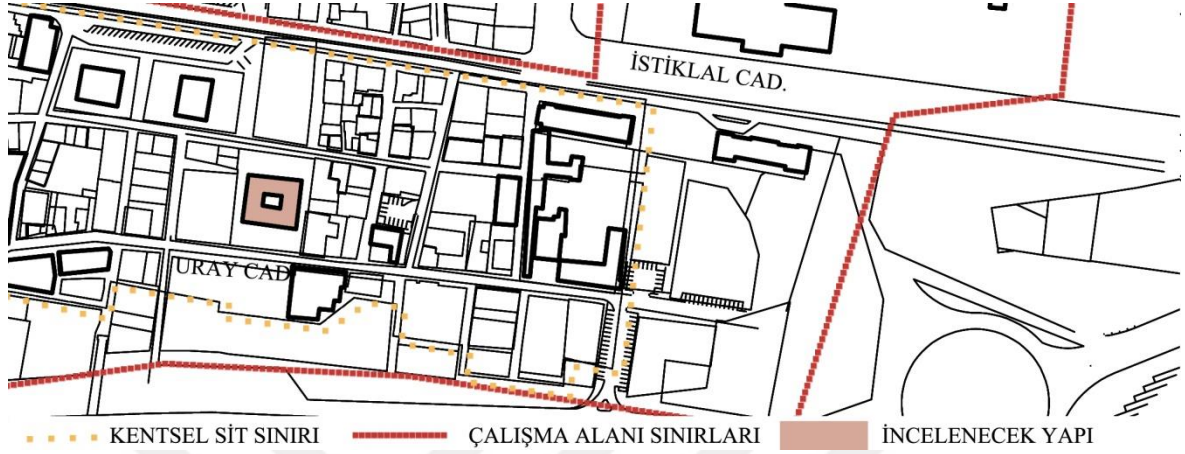 İSTİKLAL CAD.
URAY CAD
KENTSEL SİT SINIRI
ÇALIŞMA ALANI SINIRLARI
İNCELENECEK YAPI